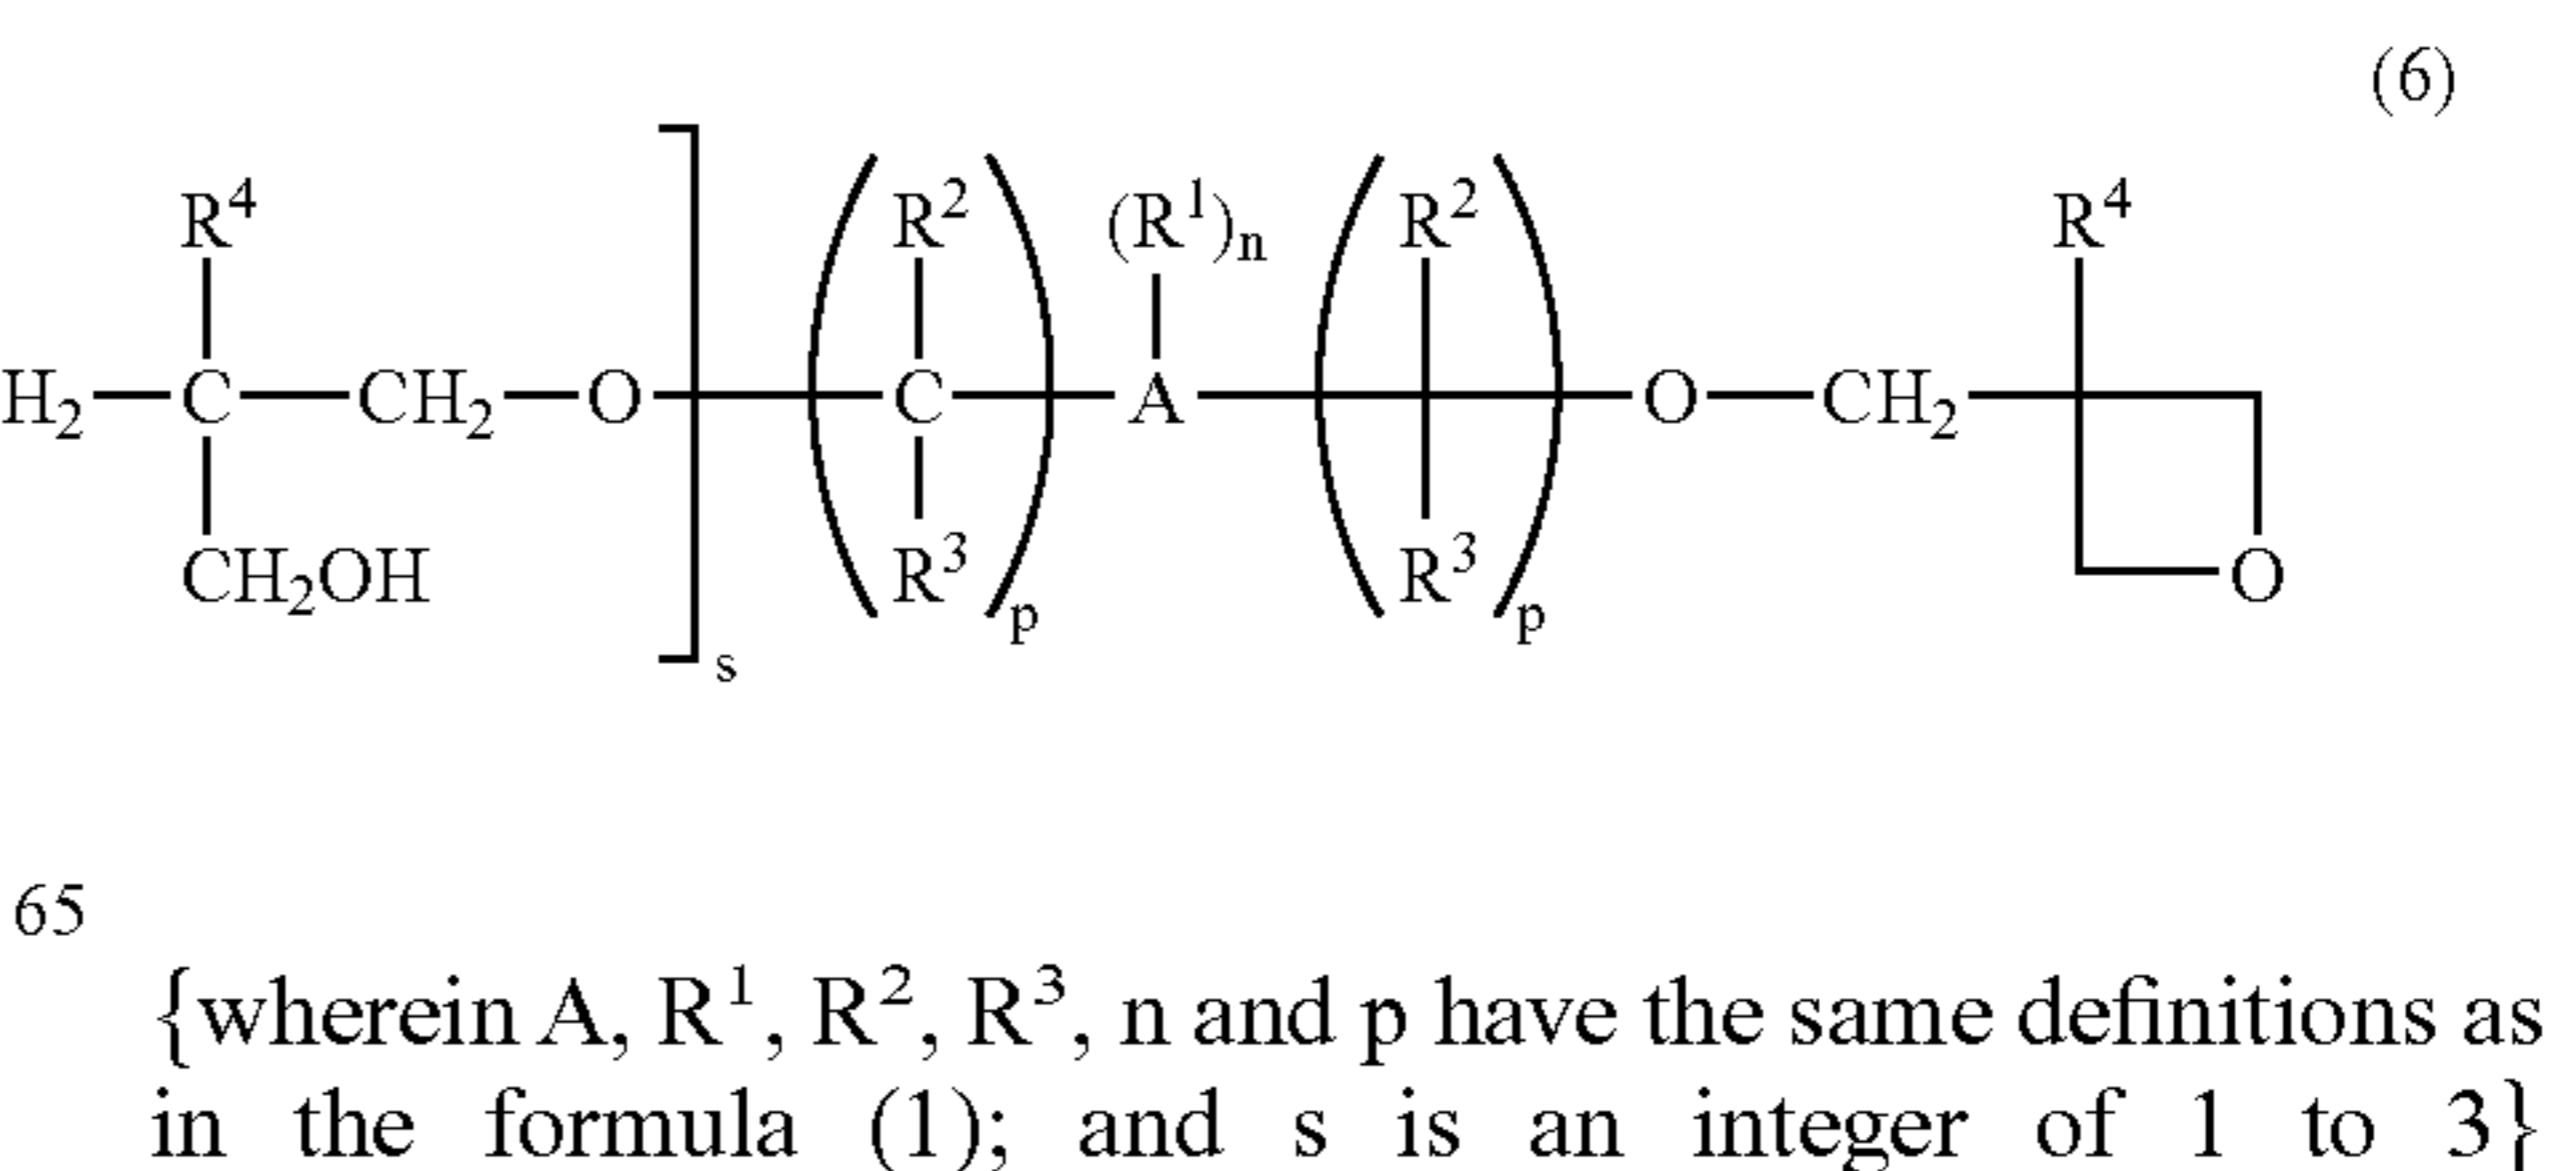 (6)
R⁴ R² (R¹)n R² R⁴
H₂—C—CH₂—O C A O—CH₂
CH₂OH R³ R³ O
p p
s
65
{wherein A, R¹, R², R³, n and p have the same definitions as
in the formula (1); and s is an integer of 1 to 3}